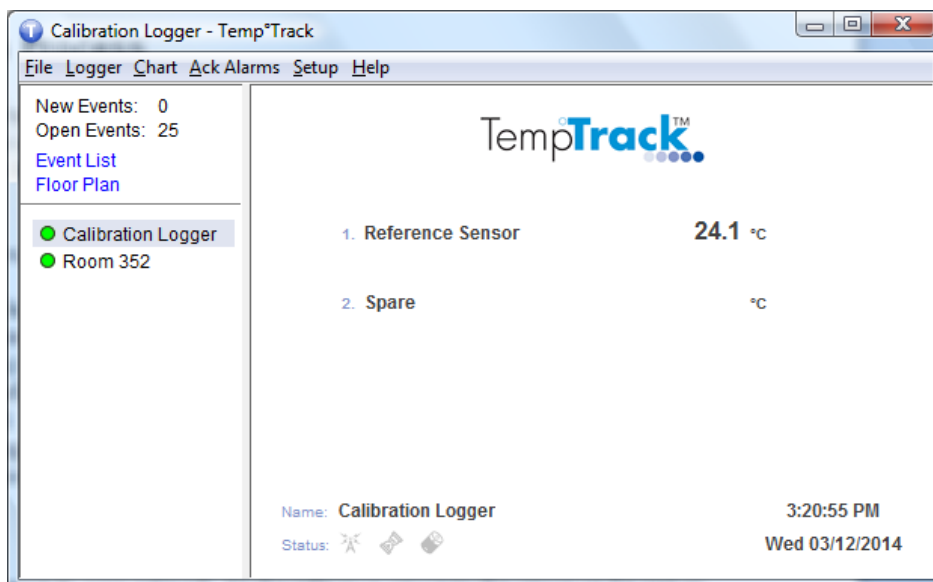 Calibration Logger - Temp°Track
File Logger Chart Ack Alarms Setup Help
New Events: 0
Open Events: 25
Event List
Floor Plan
Calibration Logger
Room 352
Temp°Track™
1. Reference Sensor 24.1 °C
2. Spare °C
Name: Calibration Logger 3:20:55 PM
Status: Wed 03/12/2014